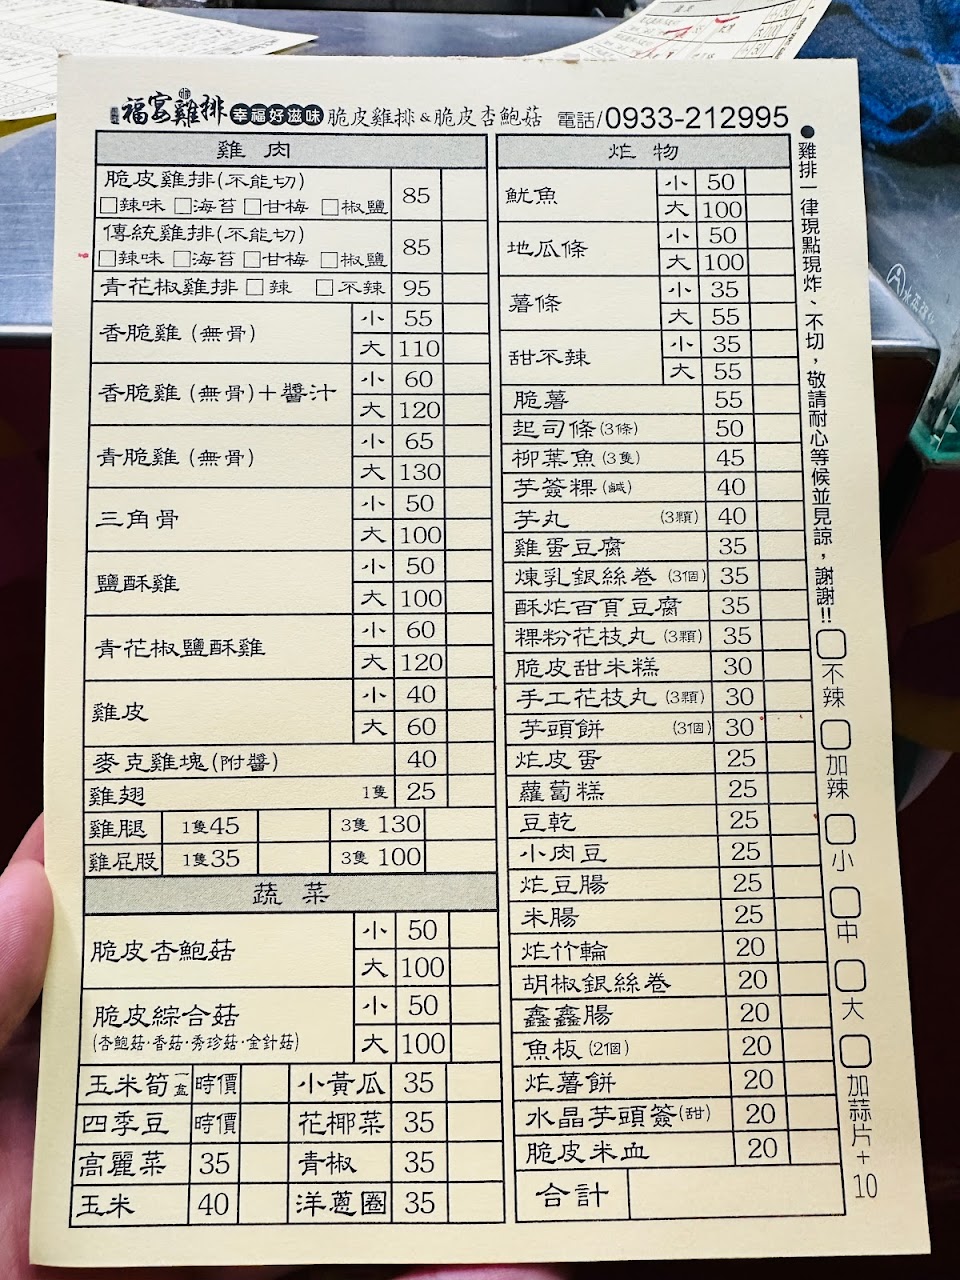 福宴雞排 幸福好滋味 脆皮雞排&脆皮杏鮑菇 電話/0933-212995
雞肉
脆皮雞排(不能切) 85
□辣味 □海苔 □甘梅 □椒鹽
傳統雞排(不能切) 85
□辣味 □海苔 □甘梅 □椒鹽
青花椒雞排 □辣 □不辣 95
香脆雞(無骨) 小 55
大 110
香脆雞(無骨)+醬汁 小 60
大 120
青脆雞(無骨) 小 65
大 130
三角骨 小 50
大 100
鹽酥雞 小 50
大 100
青花椒鹽酥雞 小 60
大 120
雞皮 小 40
大 60
麥克雞塊(附醬) 40
雞翅 1隻 25
雞腿 1隻45 3隻 130
雞屁股 1隻35 3隻 100
蔬菜
脆皮杏鮑菇 小 50
大 100
脆皮綜合菇 小 50
(杏鮑菇·香菇·秀珍菇·金針菇) 大 100
玉米筍一盒 時價 小黃瓜 35
四季豆 時價 花椰菜 35
高麗菜 35 青椒 35
玉米 40 洋蔥圈 35
炸物
魷魚 小 50
大 100
地瓜條 小 50
大 100
薯條 小 35
大 55
甜不辣 小 35
大 55
脆薯 55
起司條(3條) 50
柳葉魚(3隻) 45
芋簽粿(鹹) 40
芋丸 (3顆) 40
雞蛋豆腐 35
煉乳銀絲卷 (3個) 35
酥炸百頁豆腐 35
粿粉花枝丸 (3顆) 35
脆皮甜米糕 30
手工花枝丸 (3顆) 30
芋頭餅 (3個) 30
炸皮蛋 25
蘿蔔糕 25
豆乾 25
小肉豆 25
炸豆腸 25
米腸 25
炸竹輪 20
胡椒銀絲卷 20
鑫鑫腸 20
魚板(2個) 20
炸薯餅 20
水晶芋頭簽(甜) 20
脆皮米血 20
合計
●雞排一律現點現炸、不切，敬請耐心等候並見諒，謝謝!!
□不辣
□加辣
□小
□中
□大
□加蒜片+10